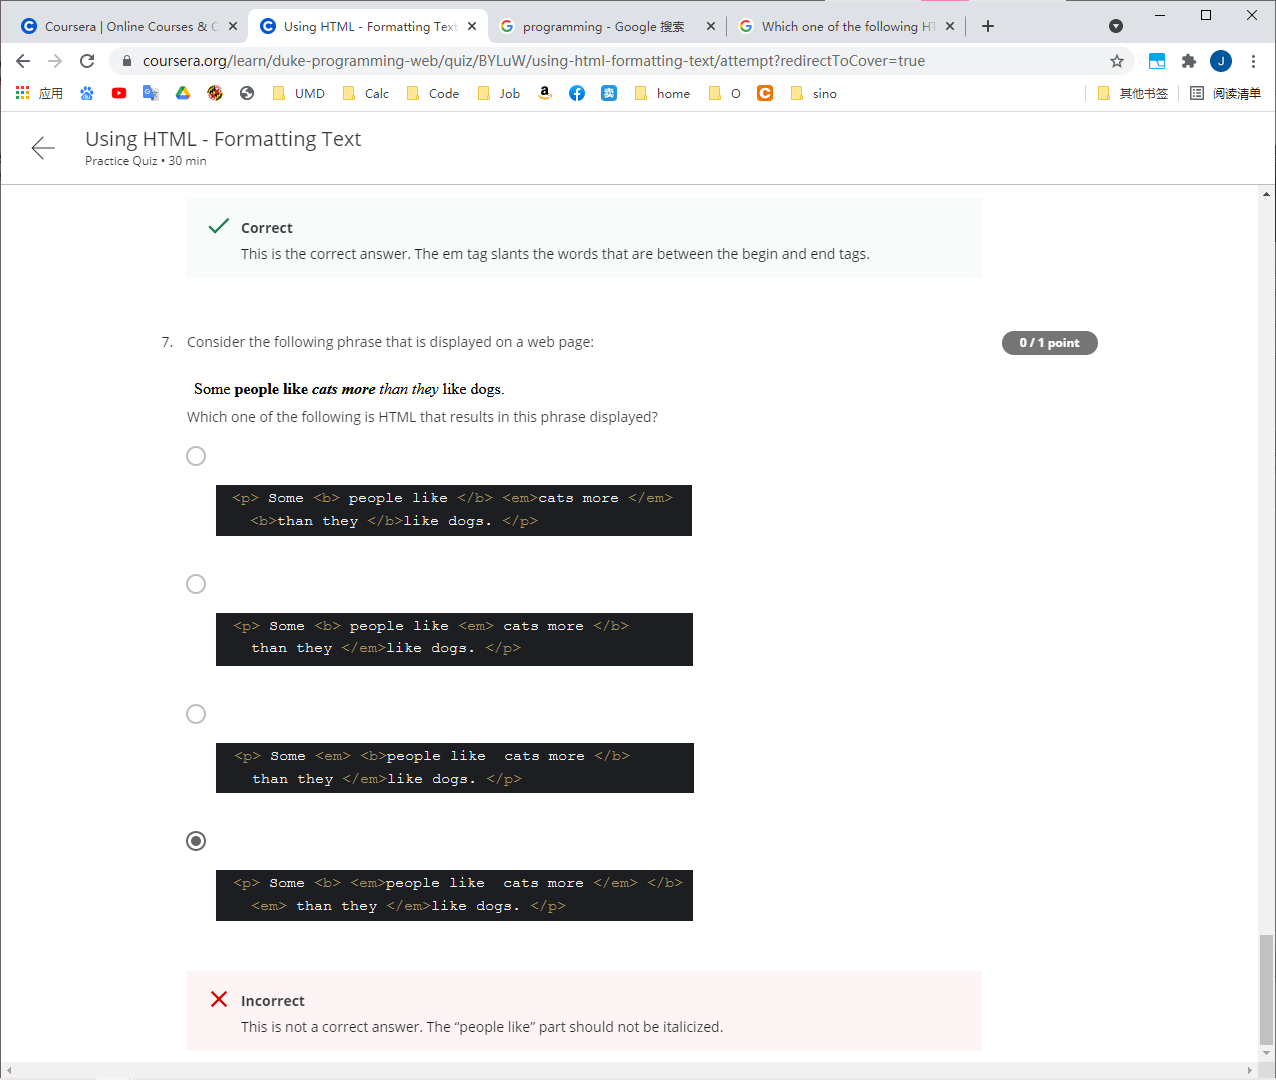 Coursera | Online Courses & C
Using HTML - Formatting Text
programming - Google 搜索
Which one of the following HT
coursera.org/learn/duke-programming-web/quiz/BYLuW/using-html-formatting-text/attempt?redirectToCover=true
J
应用
UMD
Calc
Code
Job
home
O
sino
其他书签
阅读清单
Using HTML - Formatting Text
Practice Quiz • 30 min
Correct
This is the correct answer. The em tag slants the words that are between the begin and end tags.
7. Consider the following phrase that is displayed on a web page:
0 / 1 point
Some people like cats more than they like dogs.
Which one of the following is HTML that results in this phrase displayed?
<p> Some <b> people like </b> <em>cats more </em>
<b>than they </b>like dogs. </p>
<p> Some <b> people like <em> cats more </b>
than they </em>like dogs. </p>
<p> Some <em> <b>people like  cats more </b>
than they </em>like dogs. </p>
<p> Some <b> <em>people like  cats more </em> </b>
<em> than they </em>like dogs. </p>
Incorrect
This is not a correct answer. The “people like” part should not be italicized.